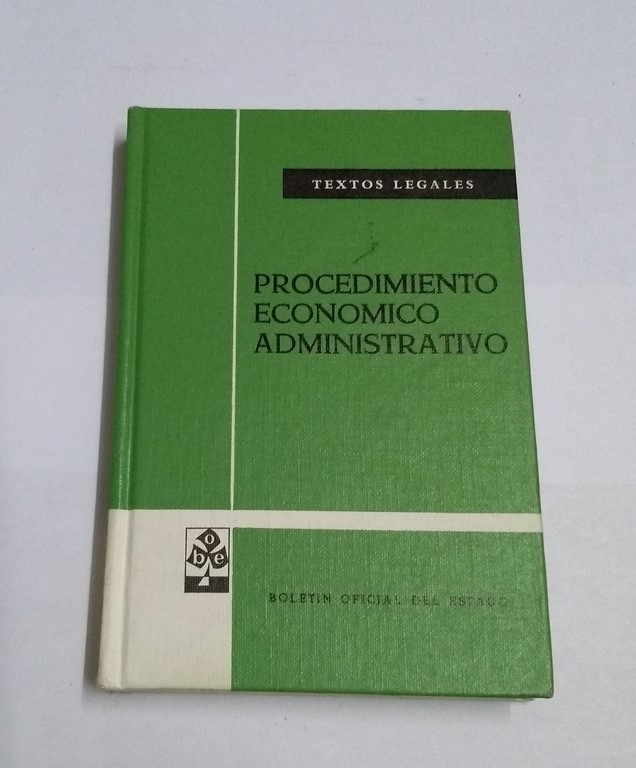 TEXTOS LEGALES
PROCEDIMIENTO
ECONOMICO
ADMINISTRATIVO
boe
BOLETIN OFICIAL DEL ESTADO